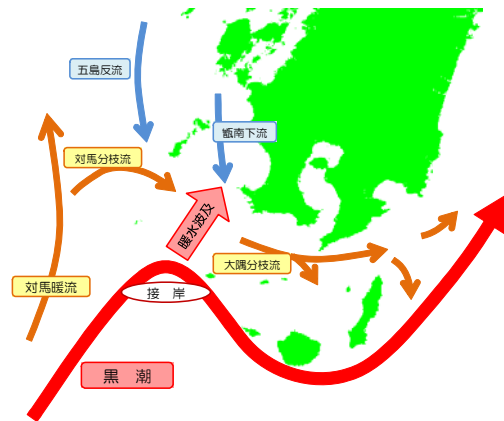 五島反流
甑南下流
対馬分枝流
暖水波及
大隅分枝流
対馬暖流
接 岸
黒 潮